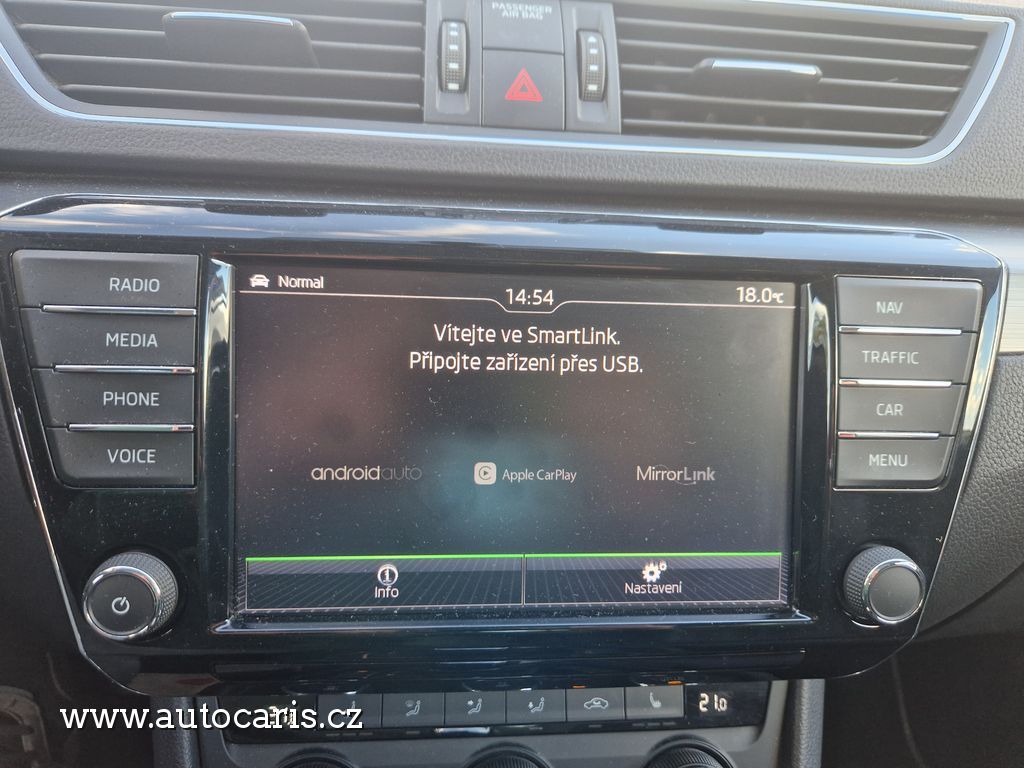 PASSENGER
AIR BAG
RADIO
MEDIA
PHONE
VOICE
Normal
14:54
18.0°C
Vítejte ve SmartLink.
Připojte zařízení přes USB.
androidauto
Apple CarPlay
MirrorLink
Info
Nastavení
NAV
TRAFFIC
CAR
MENU
21.0
www.autocaris.cz